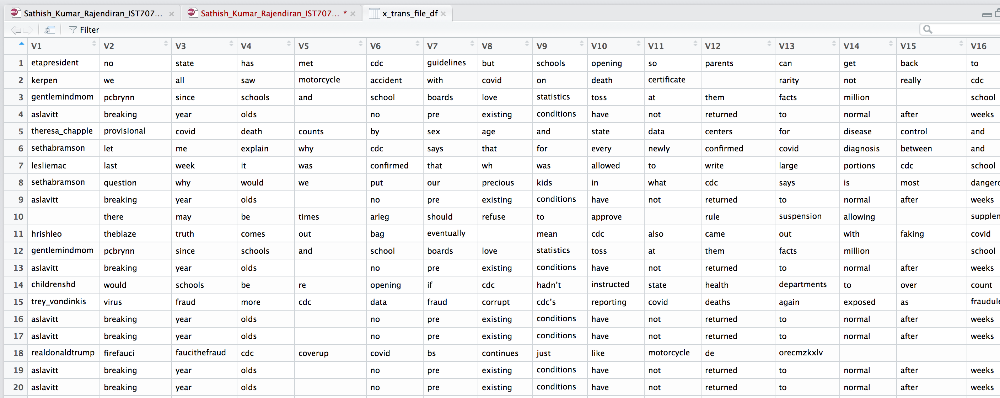 Sathish_Kumar_Rajendiran_IST707... Sathish_Kumar_Rajendiran_IST707... * x_trans_file_df
Filter
V1 V2 V3 V4 V5 V6 V7 V8 V9 V10 V11 V12 V13 V14 V15 V16
1 etapresident no state has met cdc guidelines but schools opening so parents can get back to
2 kerpen we all saw motorcycle accident with covid on death certificate rarity not really cdc
3 gentlemindmom pcbrynn since schools and school boards love statistics toss at them facts million school
4 aslavitt breaking year olds no pre existing conditions have not returned to normal after weeks
5 theresa_chapple provisional covid death counts by sex age and state data centers for disease control and
6 sethabramson let me explain why cdc says that for every newly confirmed covid diagnosis between and
7 lesliemac last week it was confirmed that wh was allowed to write large portions cdc school
8 sethabramson question why would we put our precious kids in what cdc says is most
9 aslavitt breaking year olds no pre existing conditions have not returned to normal after weeks
10 there may be times arleg should refuse to approve rule suspension allowing
11 hrishleo theblaze truth comes out bag eventually mean cdc also came out with faking covid
12 gentlemindmom pcbrynn since schools and school boards love statistics toss at them facts million school
13 aslavitt breaking year olds no pre existing conditions have not returned to normal after weeks
14 childrenshd would schools be re opening if cdc hadn’t instructed state health departments to over count
15 trey_vondinkis virus fraud more cdc data fraud corrupt cdc’s reporting covid deaths again exposed as
16 aslavitt breaking year olds no pre existing conditions have not returned to normal after weeks
17 aslavitt breaking year olds no pre existing conditions have not returned to normal after weeks
18 realdonaldtrump firefauci faucithefraud cdc coverup covid bs continues just like motorcycle de orecmzkxlv
19 aslavitt breaking year olds no pre existing conditions have not returned to normal after weeks
20 aslavitt breaking year olds no pre existing conditions have not returned to normal after weeks